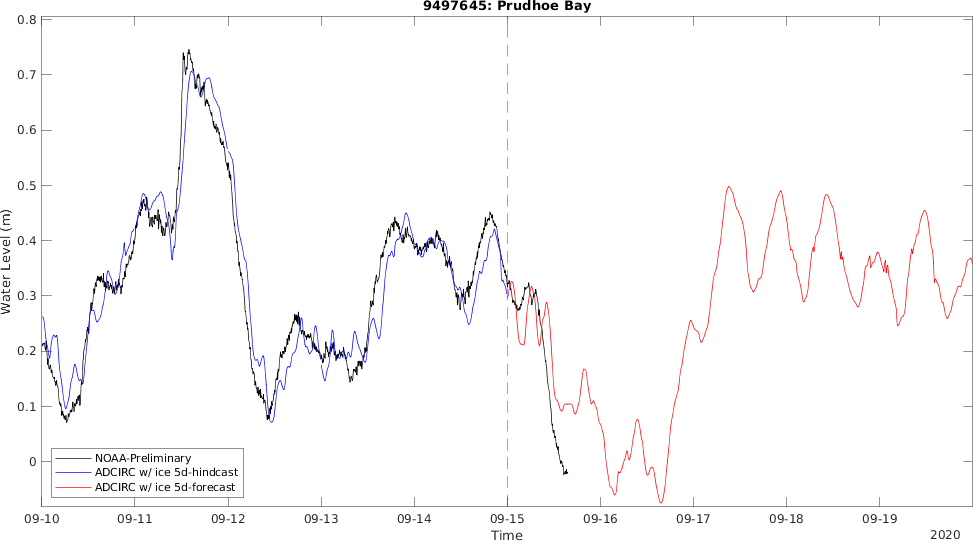 9497645: Prudhoe Bay
0.8
0.7
0.6
0.5
0.4
0.3
0.2
0.1
0
Water Level (m)
NOAA-Preliminary
ADCIRC w/ ice 5d-hindcast
ADCIRC w/ ice 5d-forecast
09-10 09-11 09-12 09-13 09-14 09-15 09-16 09-17 09-18 09-19
Time
2020